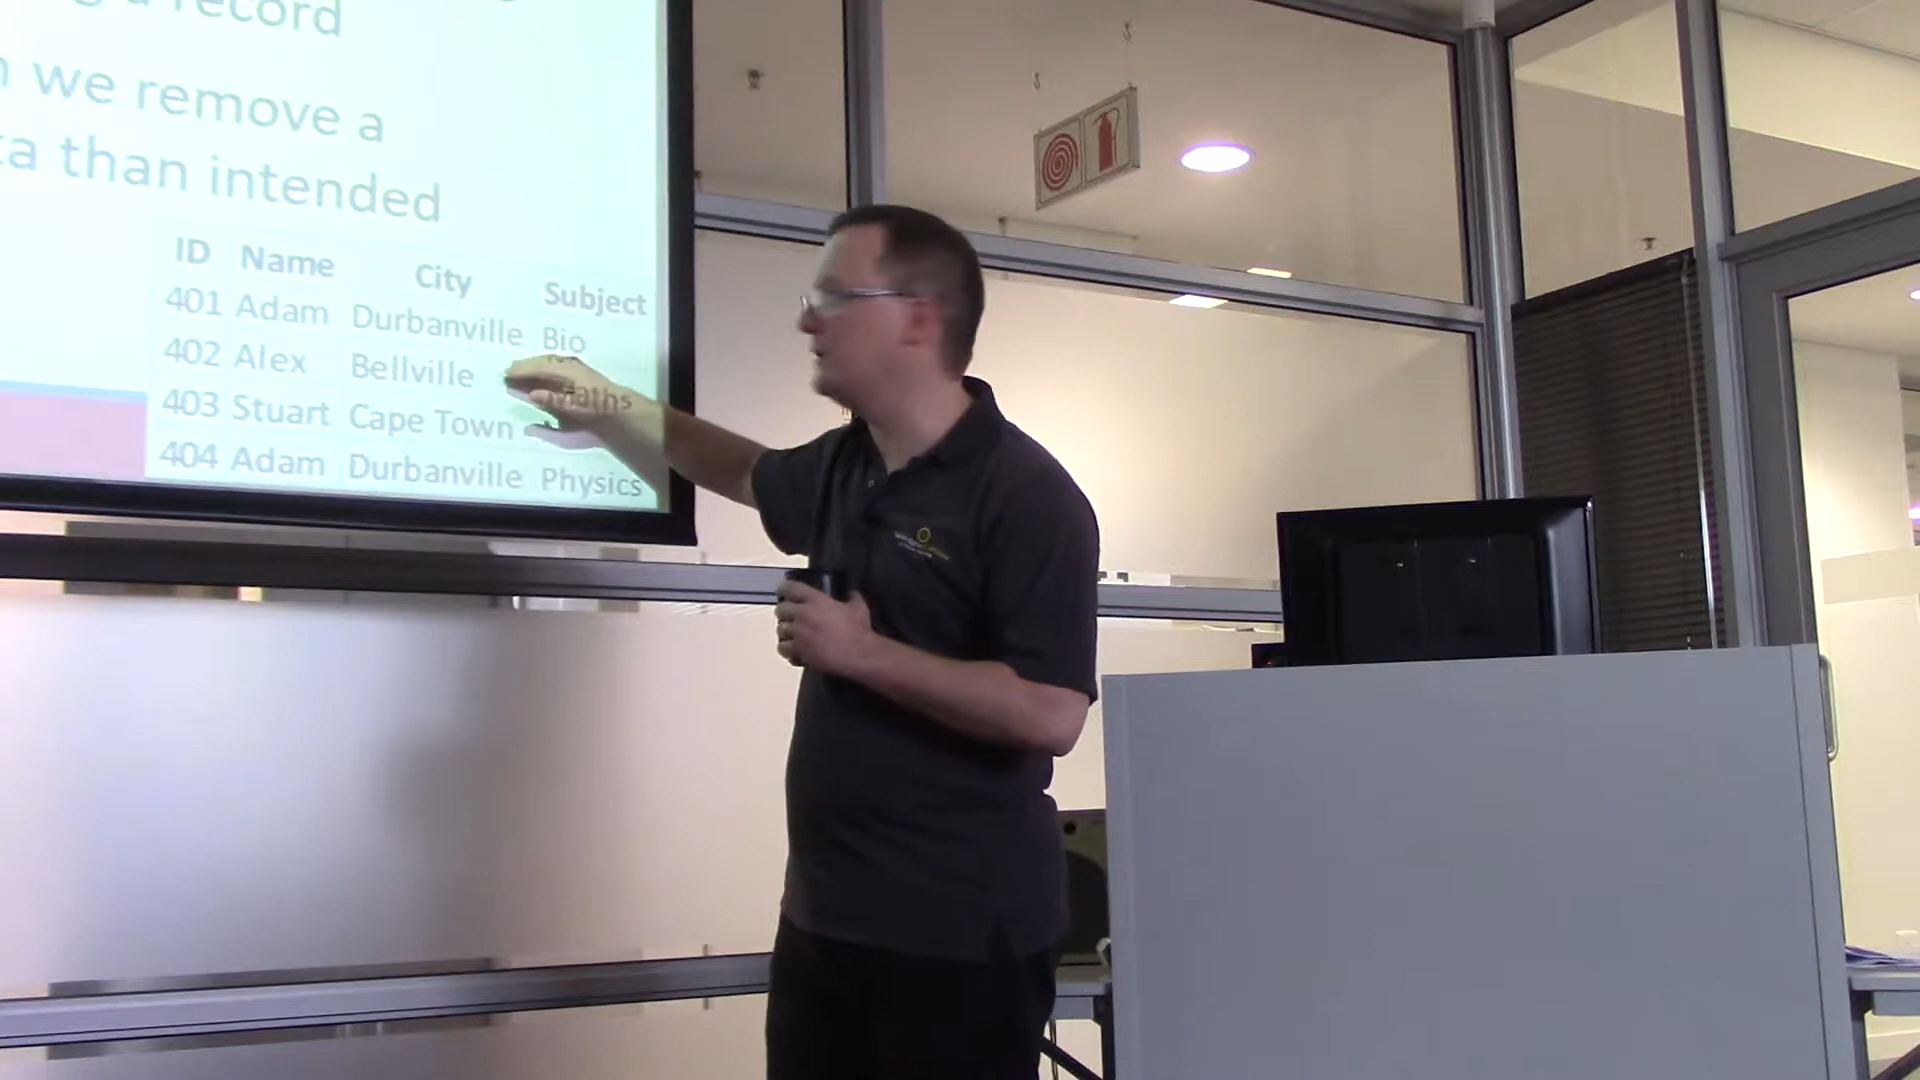 record
we remove a
than intended
ID Name City Subject
401 Adam Durbanville Bio
402 Alex Bellville Maths
403 Stuart Cape Town
404 Adam Durbanville Physics